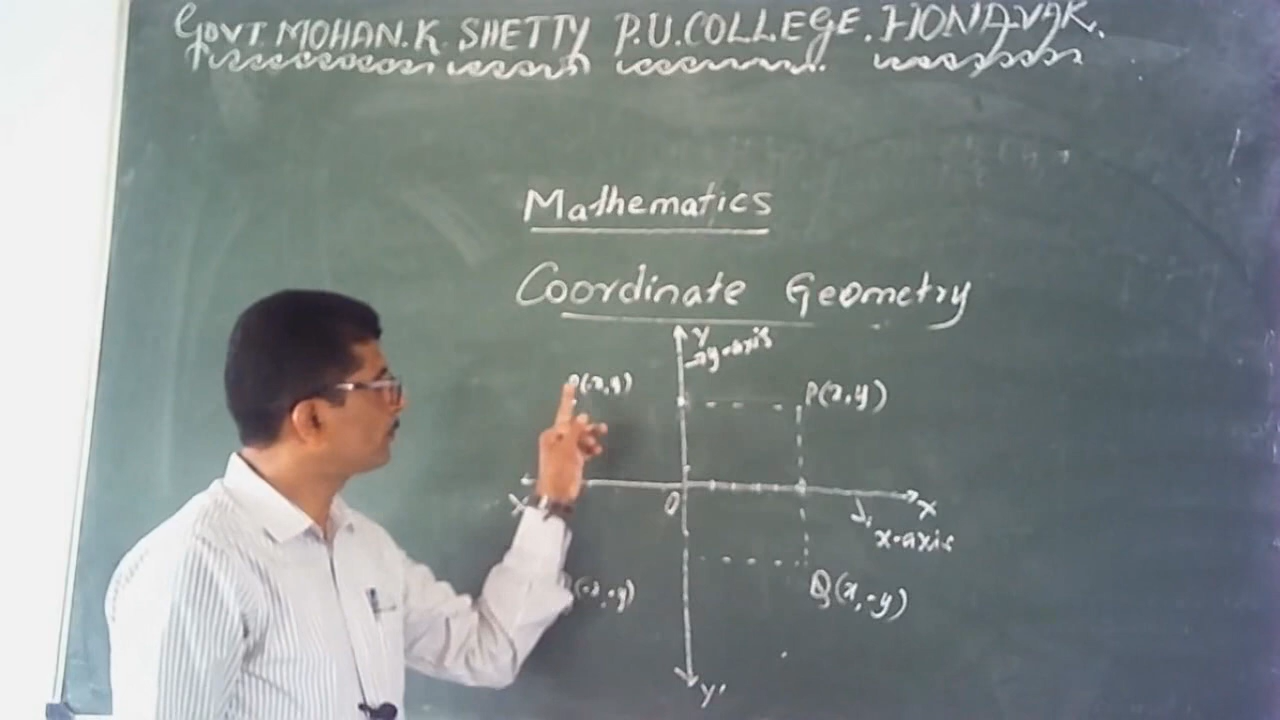 GOVT. MOHAN. K. SHETTY P.U. COLLEGE. HONAVAR.
Mathematics
Coordinate Geometry
Y
→y-axis
(-x,y)
P(x,y)
X'
O
X
x-axis
(-x,-y)
Q(x,-y)
Y'